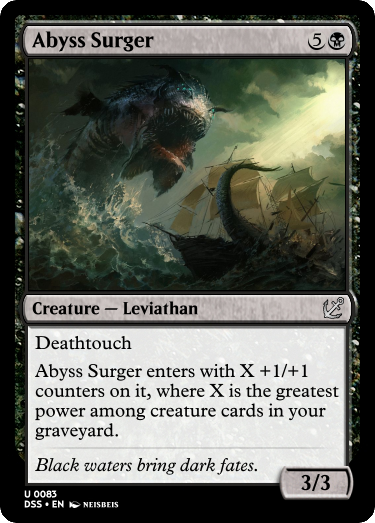 Abyss Surger 5
Creature — Leviathan
Deathtouch
Abyss Surger enters with X +1/+1
counters on it, where X is the greatest
power among creature cards in your
graveyard.
Black waters bring dark fates.
3/3
U 0083
DSS • EN NEISBEIS